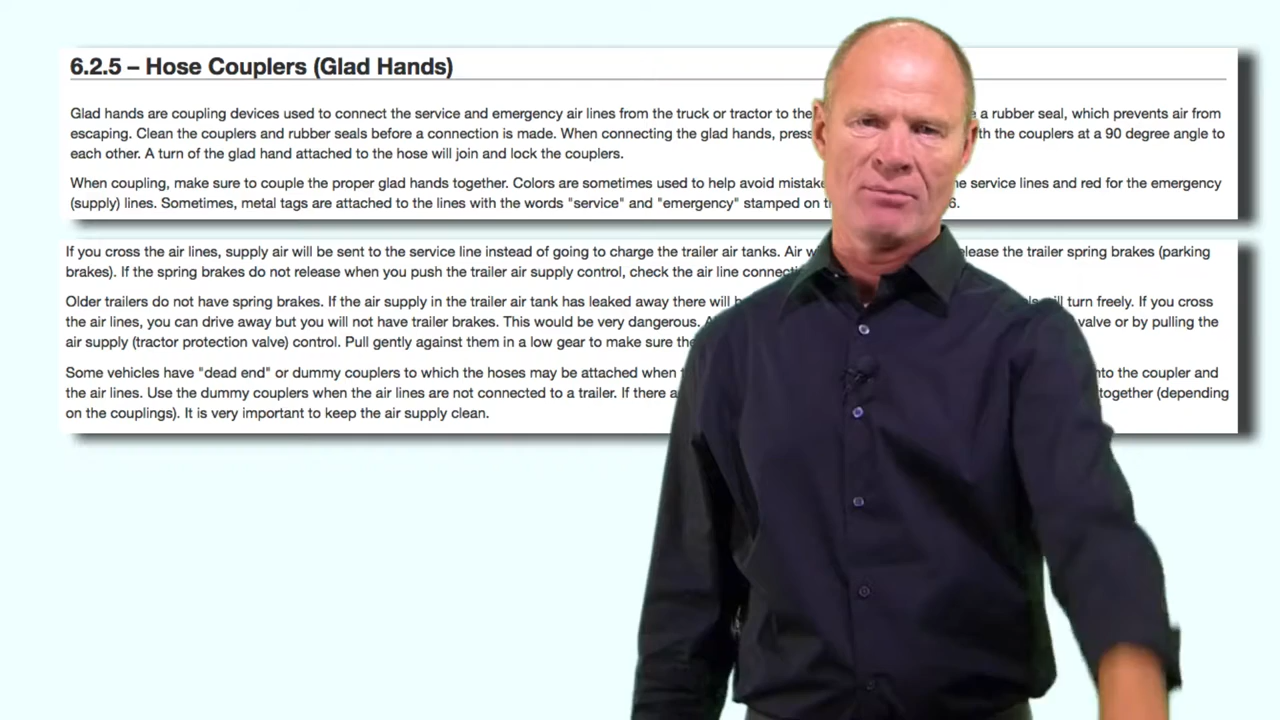 6.2.5 – Hose Couplers (Glad Hands)
Glad hands are coupling devices used to connect the service and emergency air lines from the truck or tractor to the e a rubber seal, which prevents air from
escaping. Clean the couplers and rubber seals before a connection is made. When connecting the glad hands, press th the couplers at a 90 degree angle to
each other. A turn of the glad hand attached to the hose will join and lock the couplers.
When coupling, make sure to couple the proper glad hands together. Colors are sometimes used to help avoid mistake ne service lines and red for the emergency
(supply) lines. Sometimes, metal tags are attached to the lines with the words "service" and "emergency" stamped on 6.
If you cross the air lines, supply air will be sent to the service line instead of going to charge the trailer air tanks. Air elease the trailer spring brakes (parking
brakes). If the spring brakes do not release when you push the trailer air supply control, check the air line connecti
Older trailers do not have spring brakes. If the air supply in the trailer air tank has leaked away there will will turn freely. If you cross
the air lines, you can drive away but you will not have trailer brakes. This would be very dangerous. valve or by pulling the
air supply (tractor protection valve) control. Pull gently against them in a low gear to make sure the
Some vehicles have "dead end" or dummy couplers to which the hoses may be attached when nto the coupler and
the air lines. Use the dummy couplers when the air lines are not connected to a trailer. If there a together (depending
on the couplings). It is very important to keep the air supply clean.